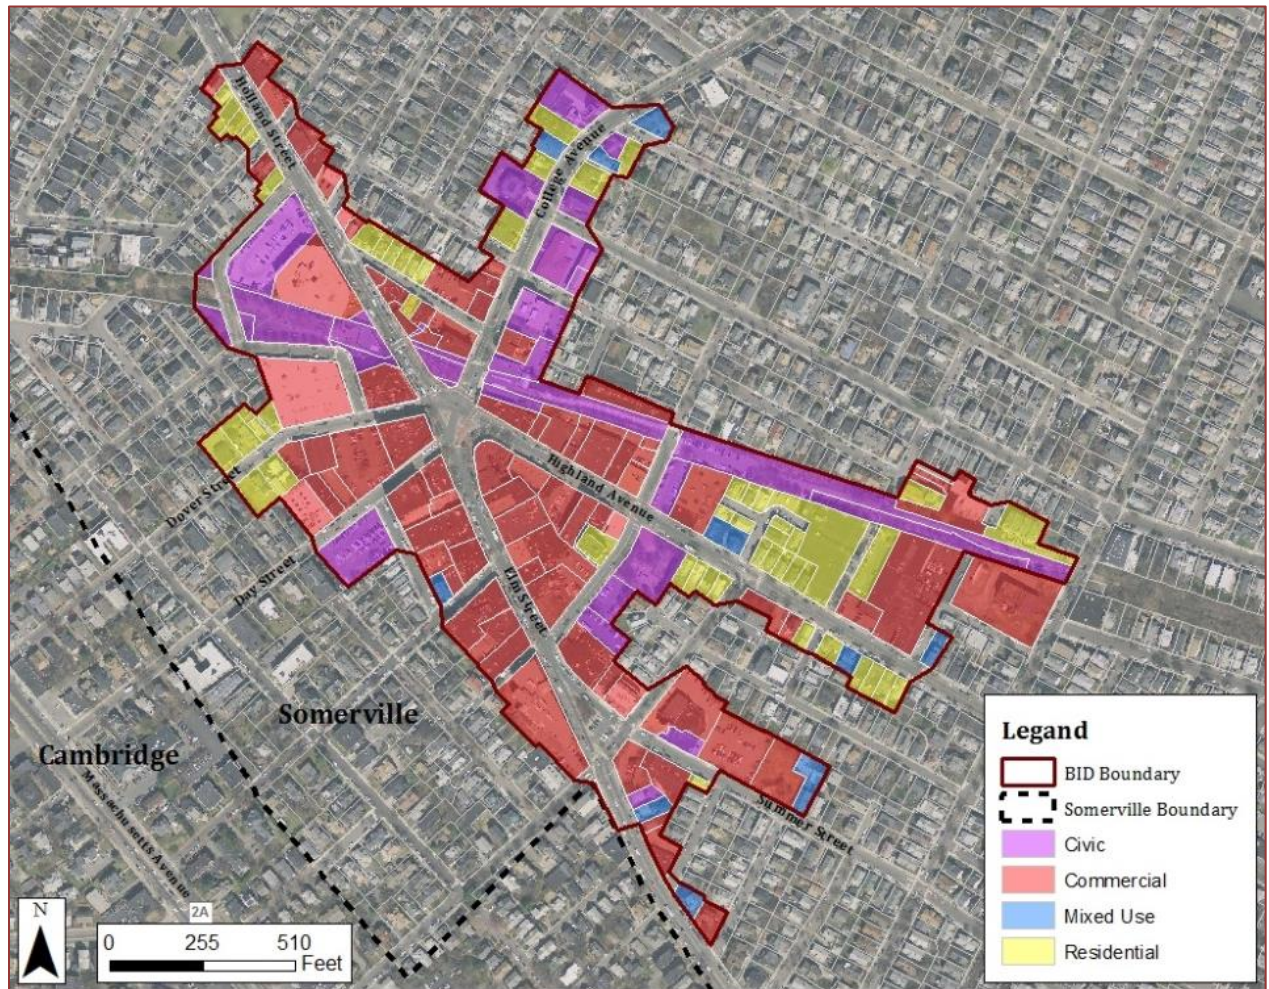 Holland Street
College Avenue
Highland Avenue
Dover Street
Day Street
Elm Street
Somerville
Cambridge
Massachusetts Avenue
Summer Street
Legand
BID Boundary
Somerville Boundary
Civic
Commercial
Mixed Use
Residential
N
2A
0 255 510
Feet